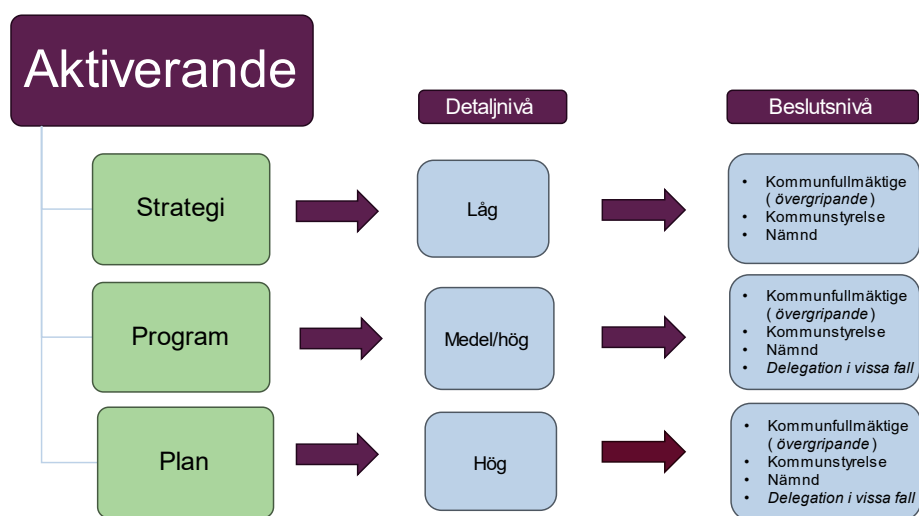 Aktiverande
Detaljnivå
Beslutsnivå
Strategi
Låg
• Kommunfullmäktige
( övergripande )
• Kommunstyrelse
• Nämnd
Program
Medel/hög
• Kommunfullmäktige
( övergripande )
• Kommunstyrelse
• Nämnd
• Delegation i vissa fall
Plan
Hög
• Kommunfullmäktige
( övergripande )
• Kommunstyrelse
• Nämnd
• Delegation i vissa fall